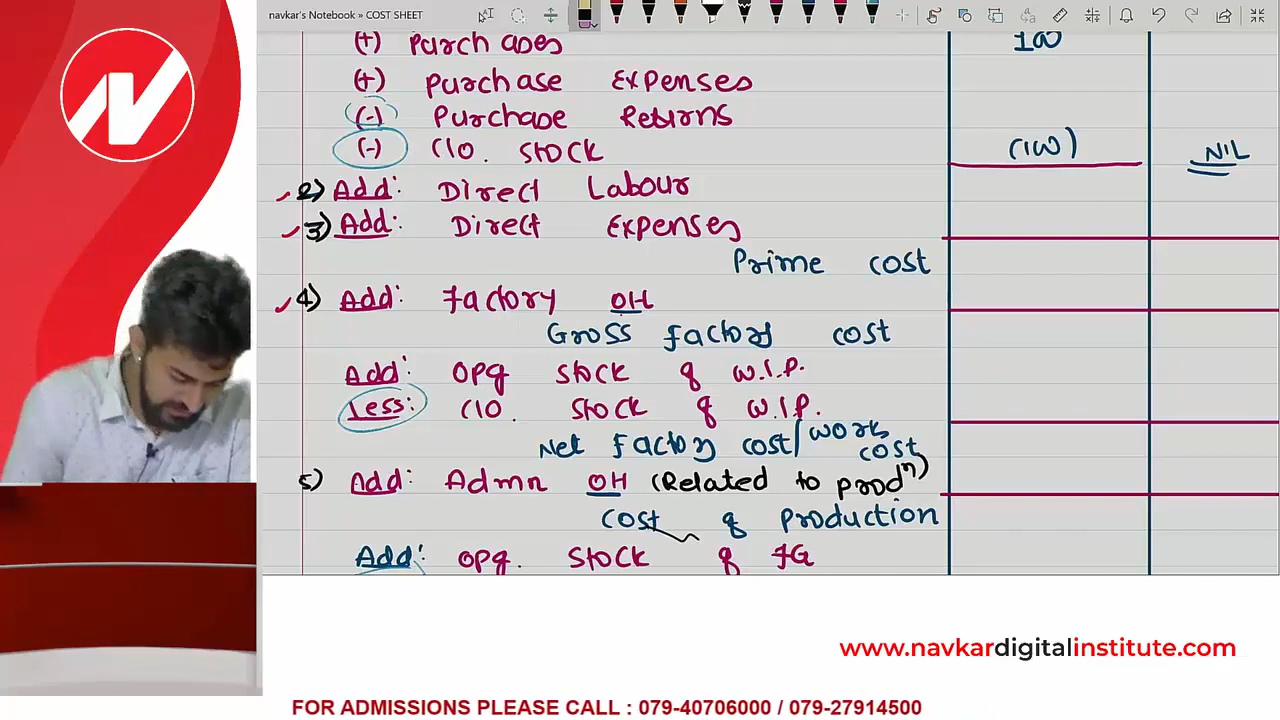 navkar's Notebook » COST SHEET
(+) Purchases 100
(+) Purchase Expenses
(-) Purchase Returns
(-) Clo. Stock (100) NIL
2) Add: Direct Labour
3) Add: Direct Expenses
Prime cost
4) Add: Factory OH
Gross factory cost
Add: Opg Stock of W.I.P.
Less: Clo. Stock of W.I.P.
Net factory cost/work cost
5) Add: Admn OH (Related to prodⁿ)
Cost of Production
Add: Opg. Stock of FG
N
www.navkardigitalinstitute.com
FOR ADMISSIONS PLEASE CALL : 079-40706000 / 079-27914500